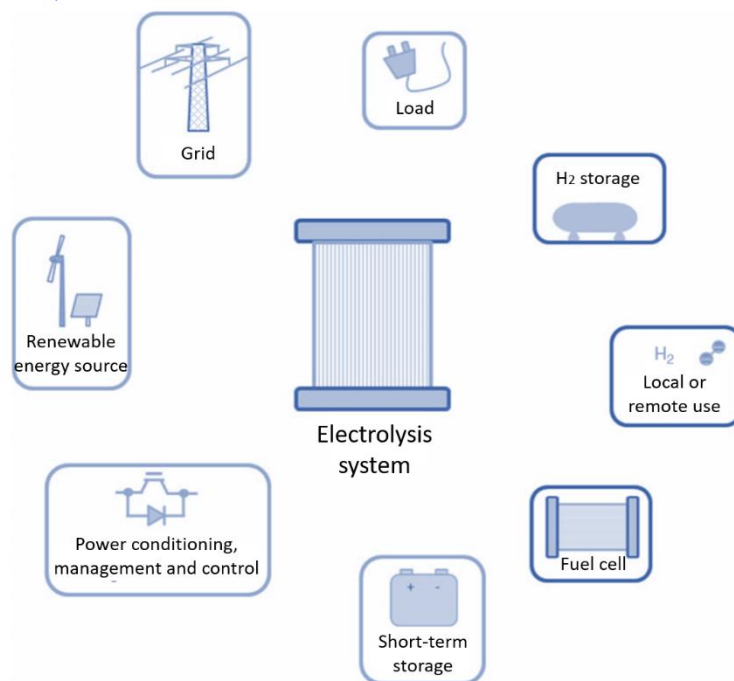 Grid
Load
H2 storage
Renewable
energy source
H2
Local or
remote use
Electrolysis
system
Power conditioning,
management and control
Fuel cell
+ -
Short-term
storage